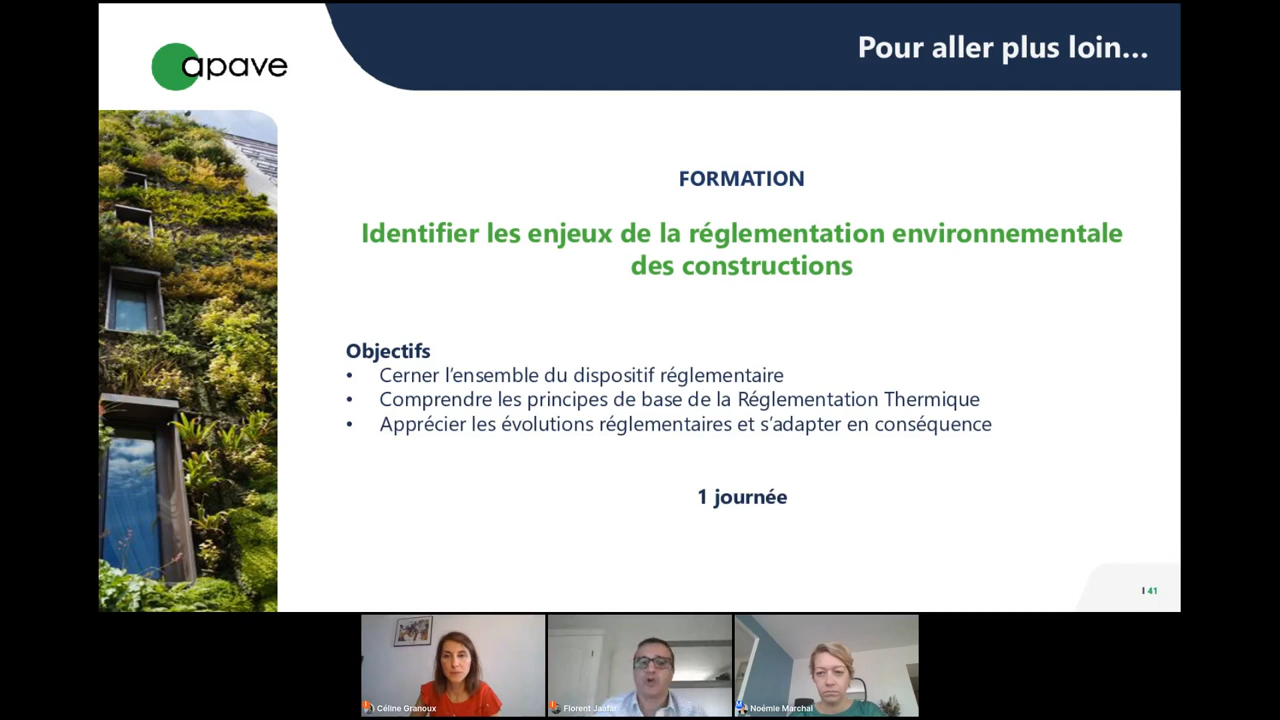 apave
Pour aller plus loin...
FORMATION
Identifier les enjeux de la réglementation environnementale
des constructions
Objectifs
• Cerner l'ensemble du dispositif réglementaire
• Comprendre les principes de base de la Réglementation Thermique
• Apprécier les évolutions réglementaires et s'adapter en conséquence
1 journée
I 41
Céline Granoux
Florent Jaafar
Noémie Marchal